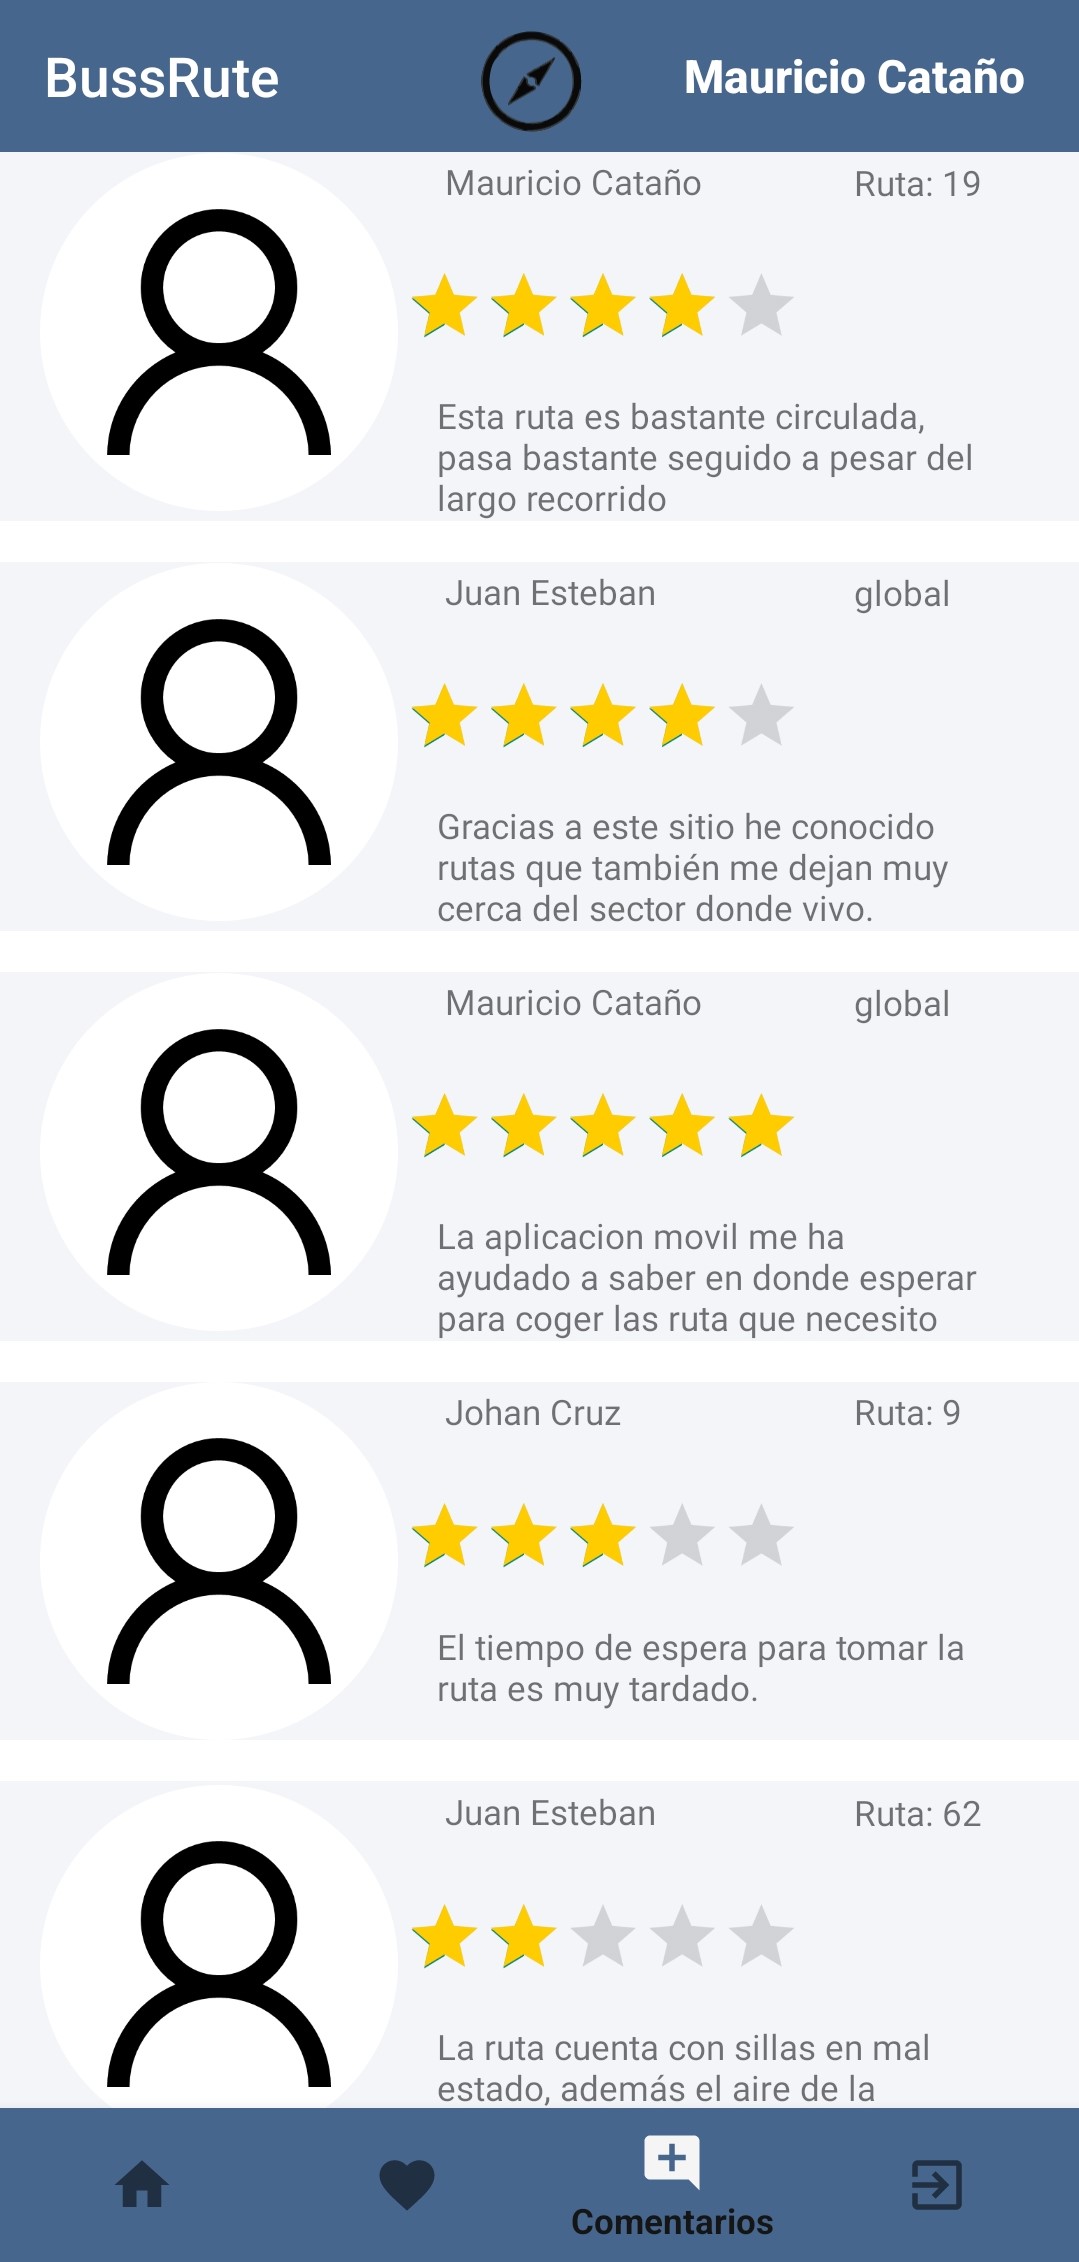 BussRute
Mauricio Cataño
Mauricio Cataño
Ruta: 19
Esta ruta es bastante circulada,
pasa bastante seguido a pesar del
largo recorrido
Juan Esteban
global
Gracias a este sitio he conocido
rutas que también me dejan muy
cerca del sector donde vivo.
Mauricio Cataño
global
La aplicacion movil me ha
ayudado a saber en donde esperar
para coger las ruta que necesito
Johan Cruz
Ruta: 9
El tiempo de espera para tomar la
ruta es muy tardado.
Juan Esteban
Ruta: 62
La ruta cuenta con sillas en mal
estado, además el aire de la
Comentarios